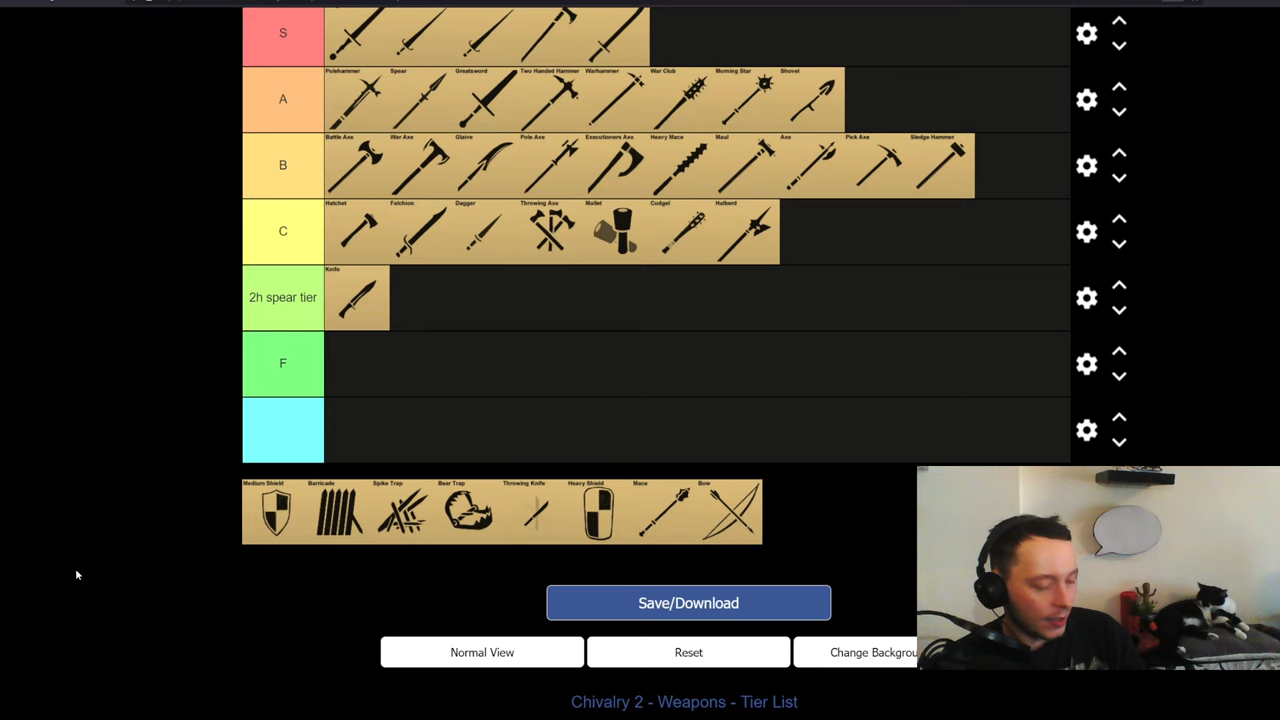 S
A
Polehammer Spear Greatsword Two Handed Hammer Warhammer War Club Morning Star Shovel
B
Battle Axe War Axe Glaive Pole Axe Executioners Axe Heavy Mace Maul Axe Pick Axe Sledge Hammer
C
Hatchet Falchion Dagger Throwing Axe Mallet Cudgel Halberd
2h spear tier
Knife
F
Medium Shield Barricade Spike Trap Bear Trap Throwing Knife Heavy Shield Mace Bow
Save/Download
Normal View Reset Change Backgrou
Chivalry 2 - Weapons - Tier List